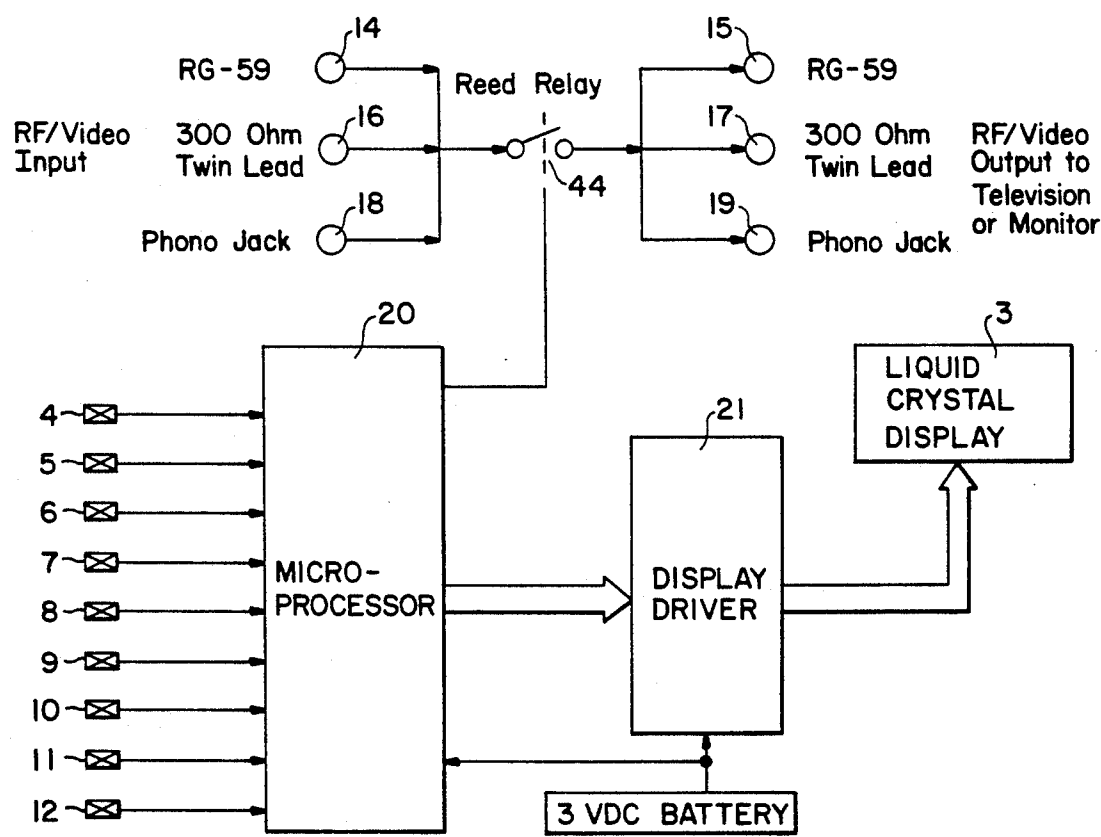 14
15
RG-59
RG-59
Reed Relay
RF/Video
Input
16
300 Ohm
Twin Lead
17
300 Ohm
Twin Lead
RF/Video
Output to
Television
or Monitor
44
18
Phono Jack
19
Phono Jack
20
3
LIQUID
CRYSTAL
DISPLAY
21
4
5
6
7
8
9
10
11
12
MICRO-
PROCESSOR
DISPLAY
DRIVER
3 VDC BATTERY